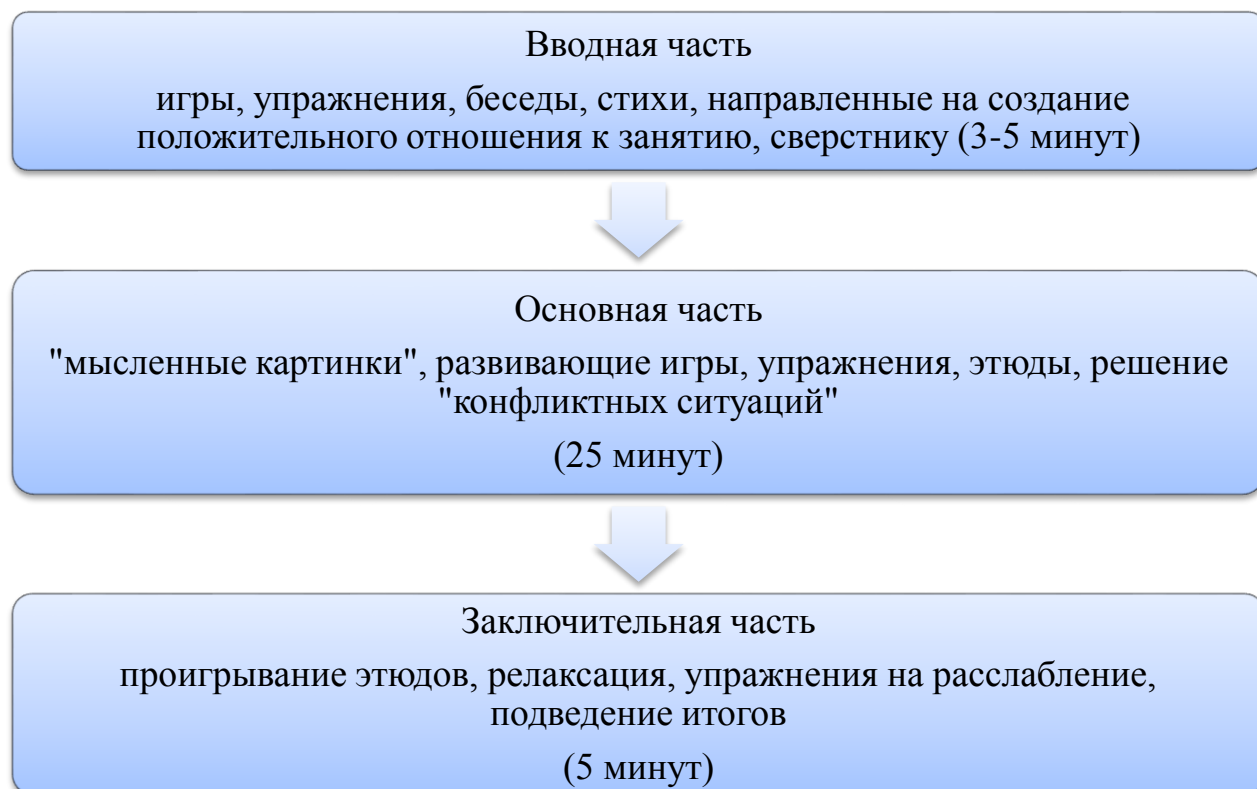 Вводная часть
игры, упражнения, беседы, стихи, направленные на создание
положительного отношения к занятию, сверстнику (3-5 минут)
Основная часть
"мысленные картинки", развивающие игры, упражнения, этюды, решение
"конфликтных ситуаций"
(25 минут)
Заключительная часть
проигрывание этюдов, релаксация, упражнения на расслабление,
подведение итогов
(5 минут)